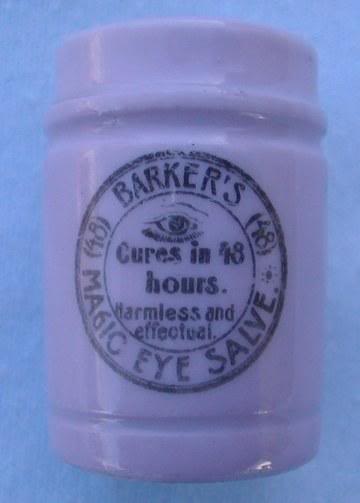 BARKER'S
(48) (48)
Cures in 48
hours.
Harmless and
effectual.
MAGIC EYE SALVE.